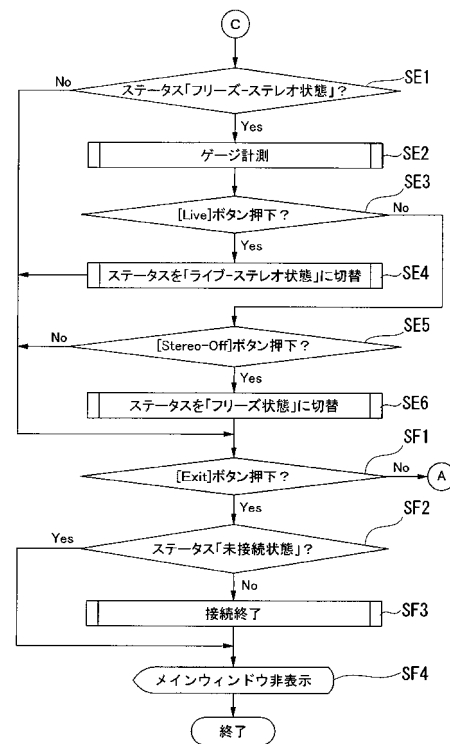 C
SE1
No
ステータス「フリーズ-ステレオ状態」?
Yes
ゲージ計測
SE2
SE3
[Live]ボタン押下?
No
Yes
ステータスを「ライブ-ステレオ状態」に切替
SE4
SE5
No
[Stereo-Off]ボタン押下?
Yes
ステータスを「フリーズ状態」に切替
SE6
SF1
[Exit]ボタン押下?
No
A
Yes
SF2
Yes
ステータス「未接続状態」?
No
接続終了
SF3
メインウィンドウ非表示
SF4
終了